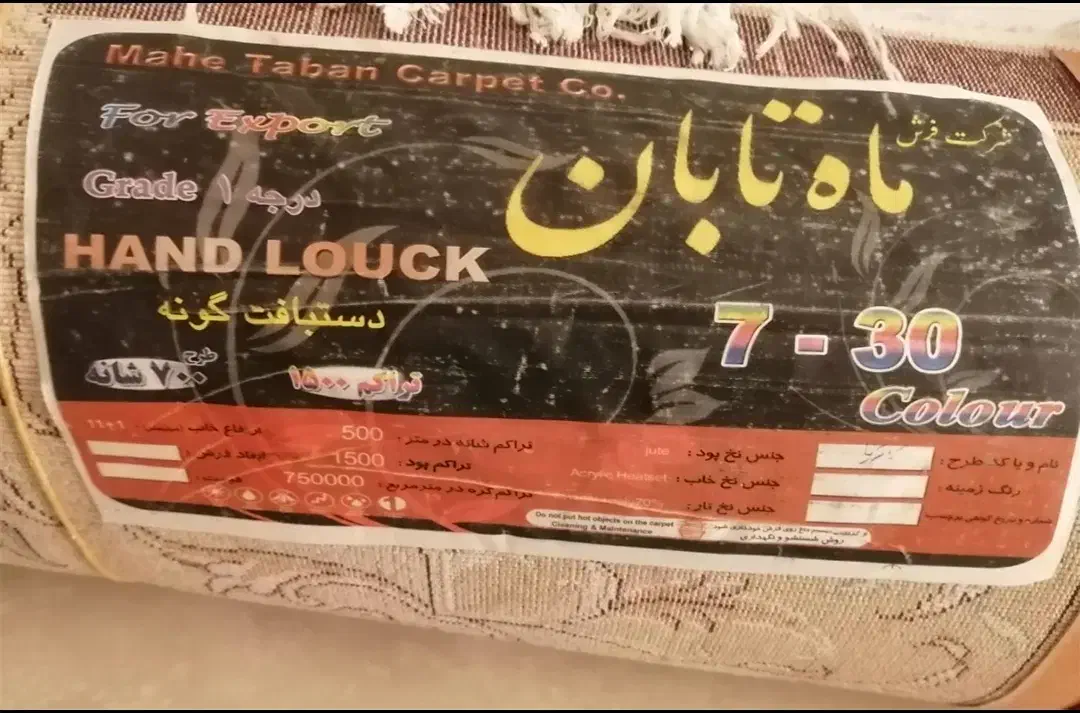 Mahe Taban Carpet Co.
شرکت فرش
ماه تابان
For Export
Grade ۱ درجه
HAND LOUCK
دستبافت گونه
طرح ۷۰۰ شانه
تراکم ۱۵۰۰
7 - 30
Colour
نام و یا کد طرح:
رنگ زمینه:
جنس نخ پود: jute
جنس نخ خاب: Acrylic Heatset
جنس نخ تار:
تراکم شانه در متر: 500
تراکم پود: 1500
تراکم گره در مترمربع: 750000
ارتفاع خاب
ابعاد فرش:
Do not put hot objects on the carpet
Cleaning & Maintenance
روش شستشو و نگهداری